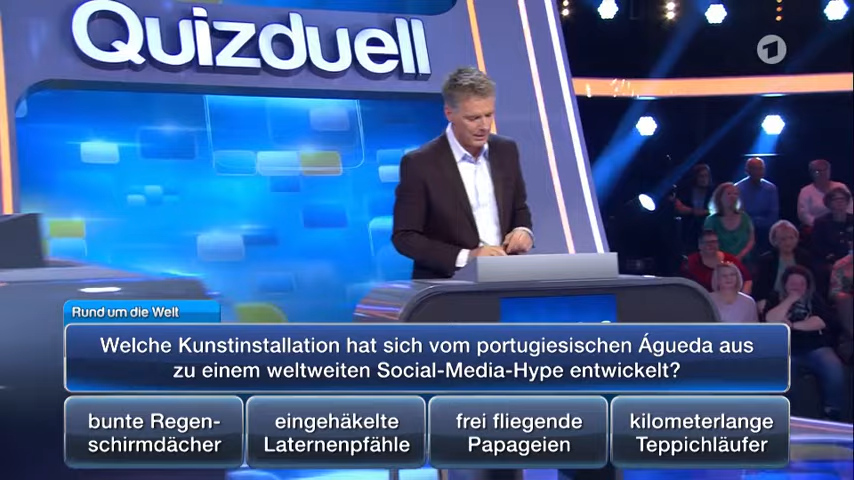 Quizduell
1
Rund um die Welt
Welche Kunstinstallation hat sich vom portugiesischen Águeda aus
zu einem weltweiten Social-Media-Hype entwickelt?
bunte Regen-
schirmdächer
eingehäkelte
Laternenpfähle
frei fliegende
Papageien
kilometerlange
Teppichläufer